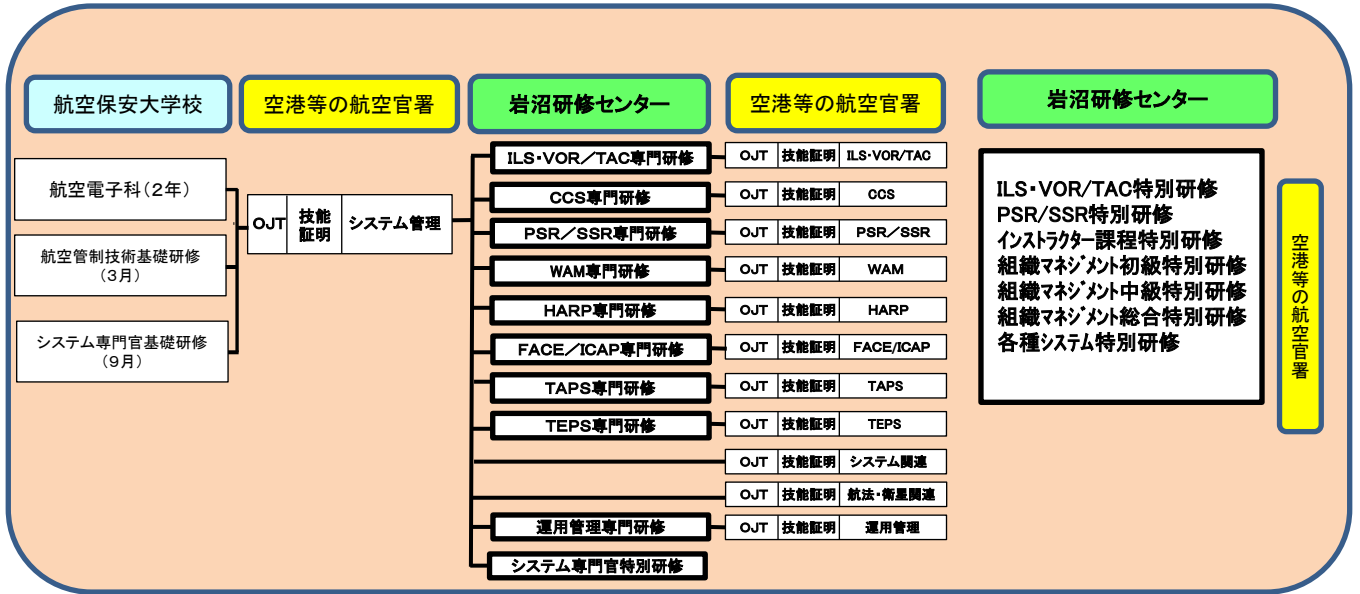 航空保安大学校
空港等の航空官署
岩沼研修センター
空港等の航空官署
岩沼研修センター
航空電子科(2年)
航空管制技術基礎研修
(3月)
システム専門官基礎研修
(9月)
OJT
技能
証明
システム管理
ILS・VOR/TAC専門研修
OJT 技能証明 ILS・VOR/TAC
CCS専門研修
OJT 技能証明 CCS
PSR/SSR専門研修
OJT 技能証明 PSR/SSR
WAM専門研修
OJT 技能証明 WAM
HARP専門研修
OJT 技能証明 HARP
FACE/ICAP専門研修
OJT 技能証明 FACE/ICAP
TAPS専門研修
OJT 技能証明 TAPS
TEPS専門研修
OJT 技能証明 TEPS
OJT 技能証明 システム関連
OJT 技能証明 航法・衛星関連
運用管理専門研修
OJT 技能証明 運用管理
システム専門官特別研修
ILS・VOR/TAC特別研修
PSR/SSR特別研修
インストラクター課程特別研修
組織マネジメント初級特別研修
組織マネジメント中級特別研修
組織マネジメント総合特別研修
各種システム特別研修
空港等の航空官署